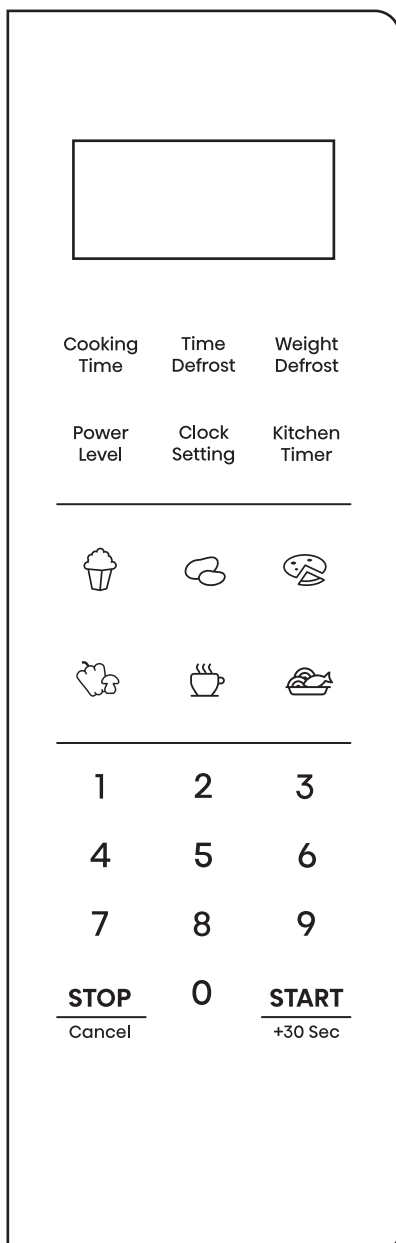 Cooking Time
Time Defrost
Weight Defrost
Power Level
Clock Setting
Kitchen Timer
1 2 3
4 5 6
7 8 9
STOP 0 START
Cancel +30 Sec